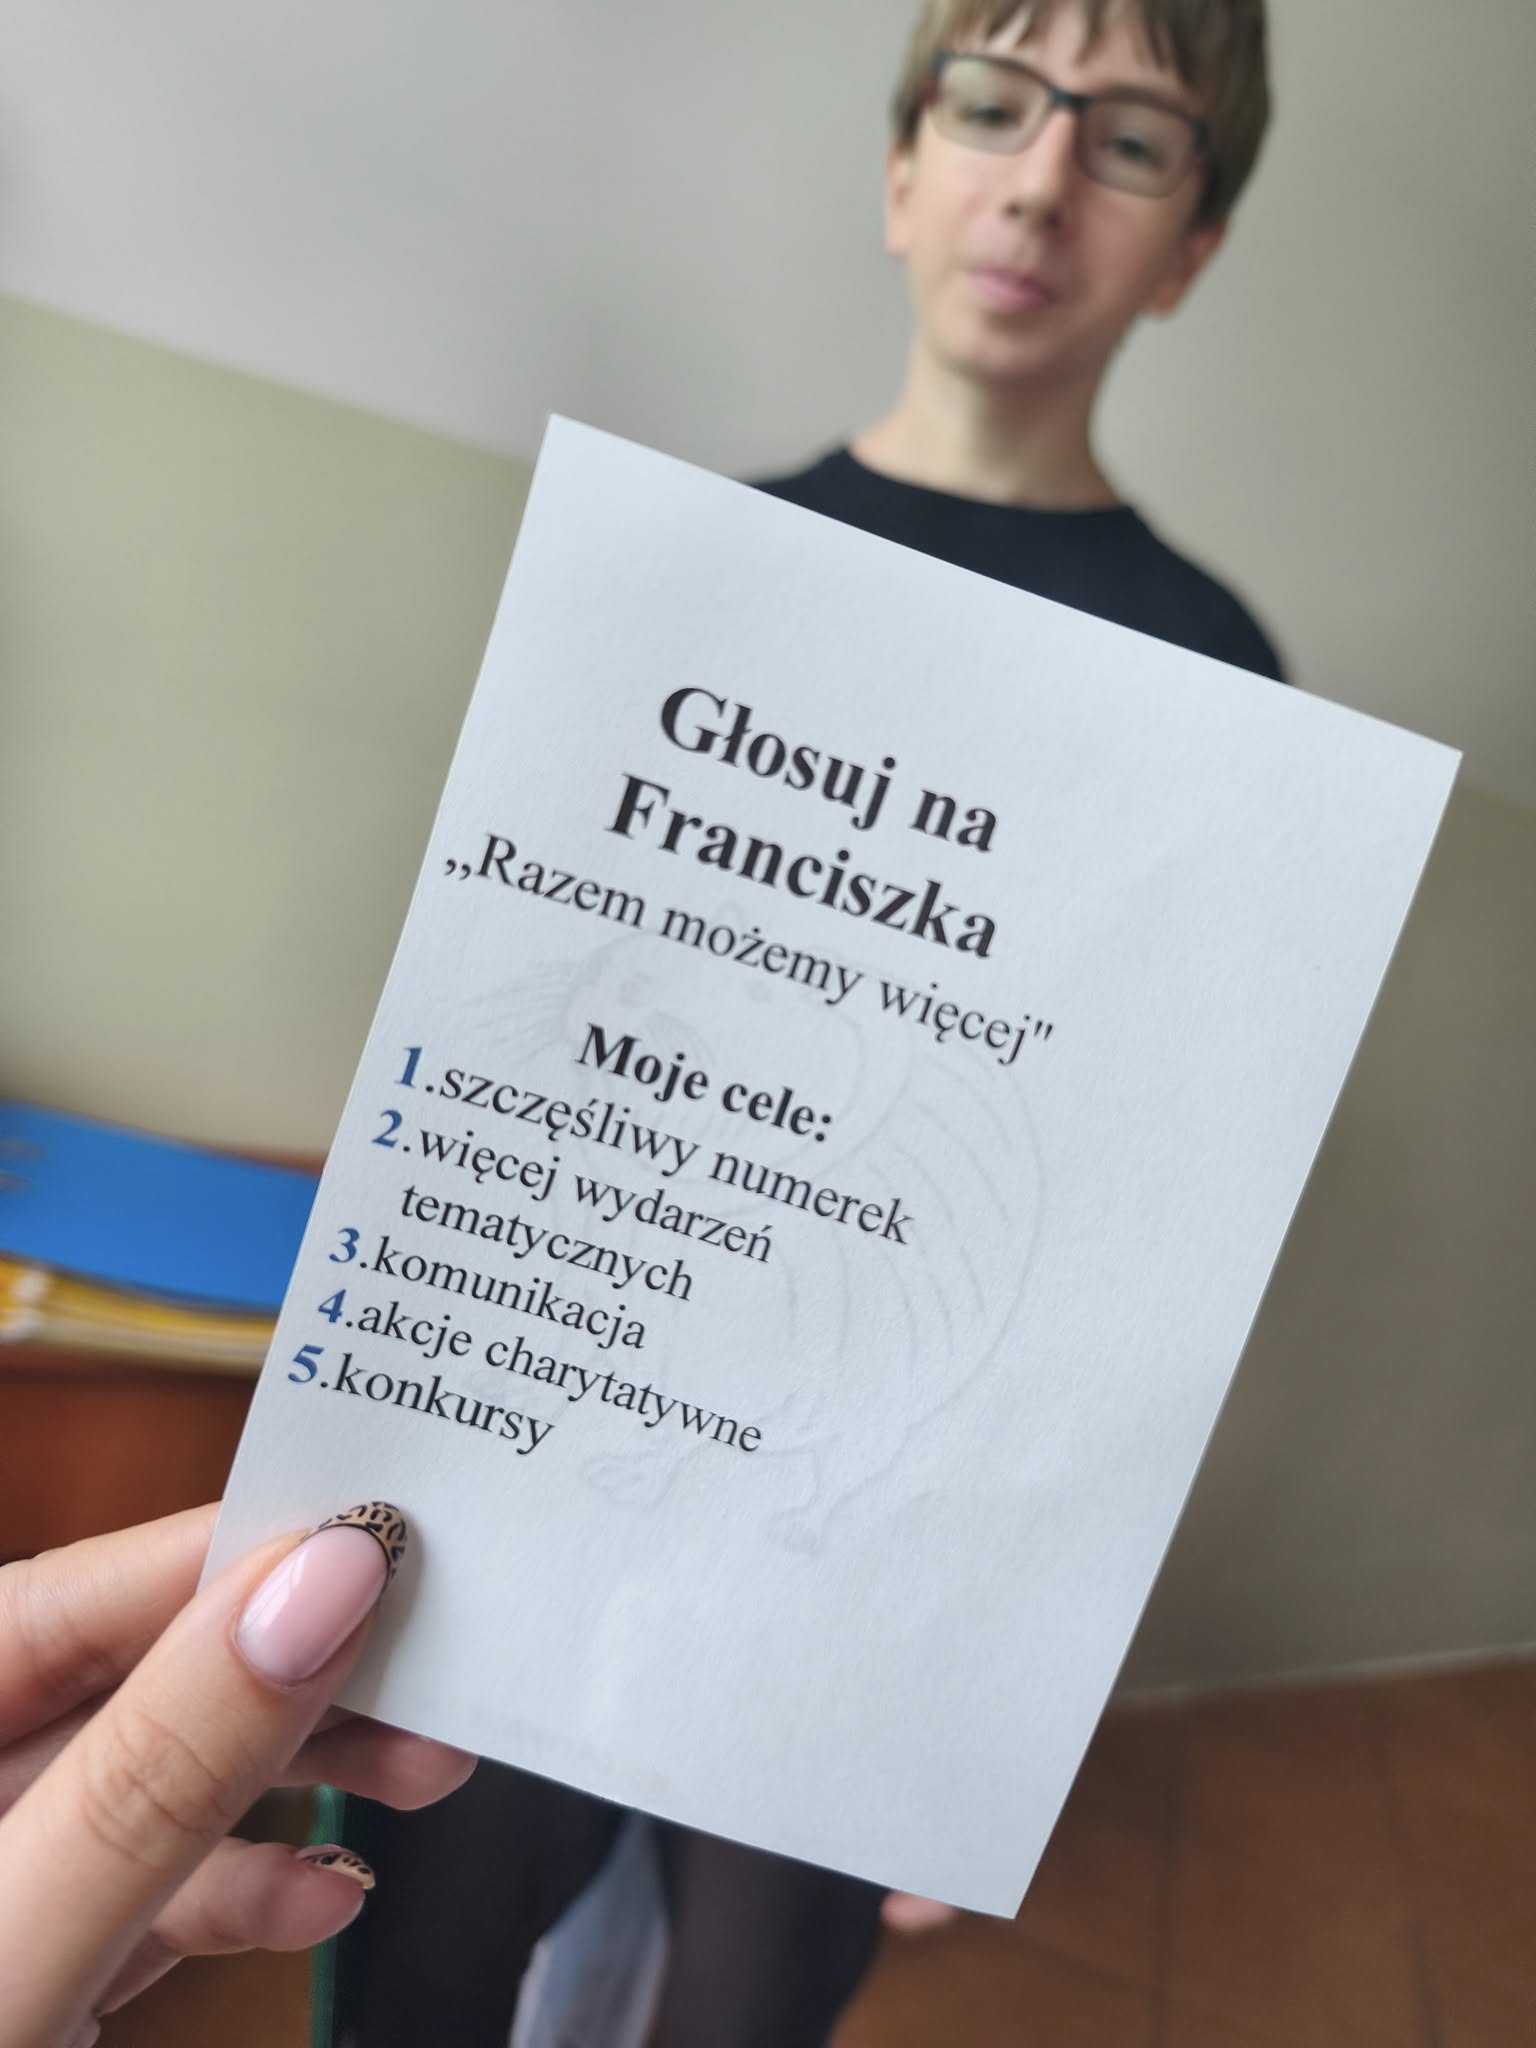 Głosuj na
Franciszka
,,Razem możemy więcej"
Moje cele:
1.szczęśliwy numerek
2.więcej wydarzeń
tematycznych
3.komunikacja
4.akcje charytatywne
5.konkursy